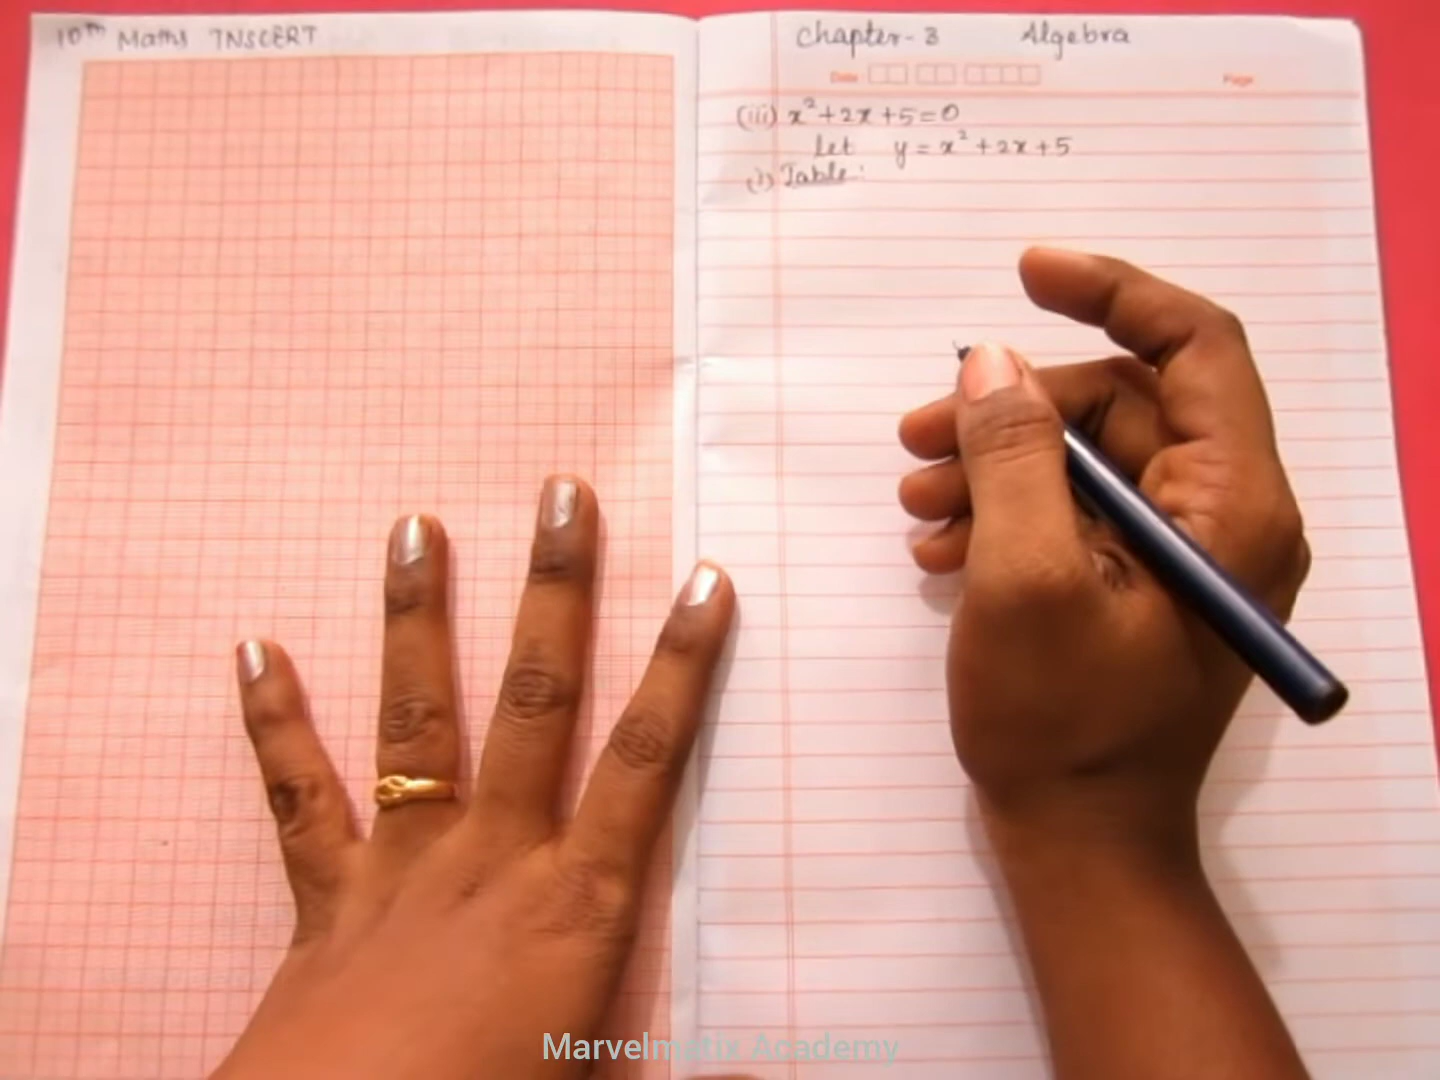 10th Maths TNSCERT
Chapter - 3 Algebra
Date Page
(iii) x²+2x+5=0
Let y = x²+2x+5
(i) Table:
Marvelmatix Academy